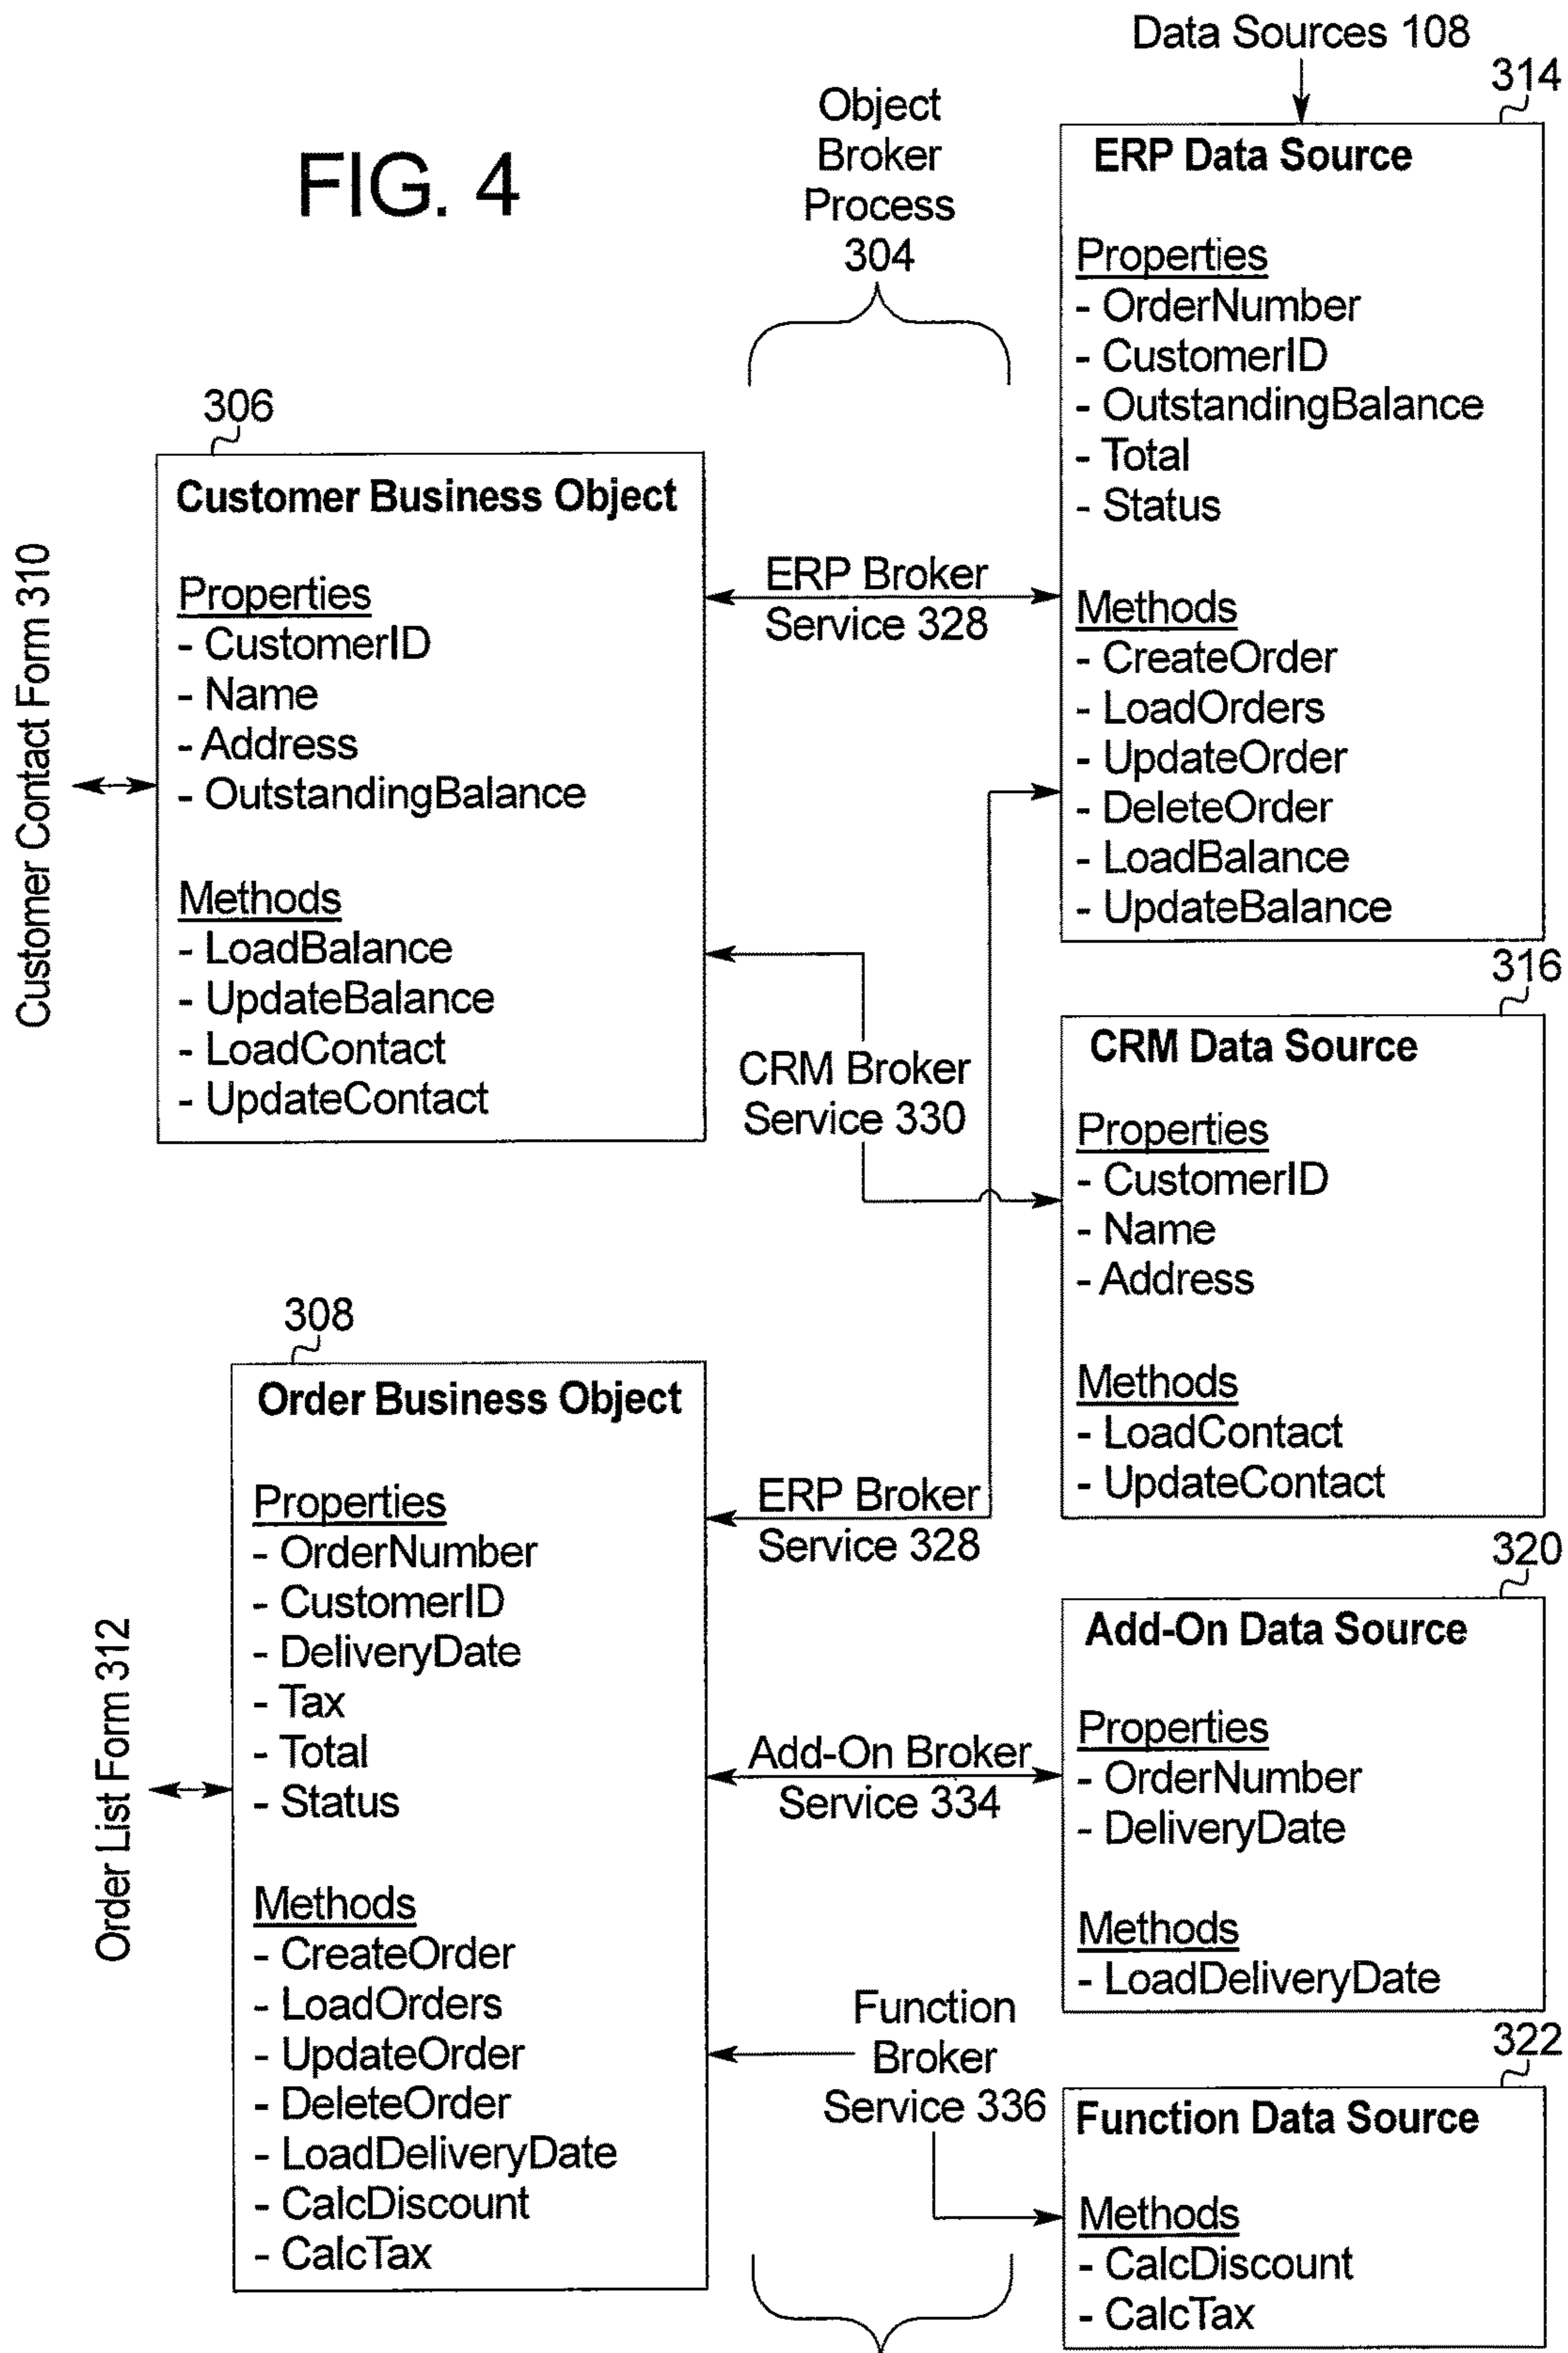 FIG. 4
Data Sources 108
Object
Broker
Process
304
314
ERP Data Source
Properties
- OrderNumber
- CustomerID
- OutstandingBalance
- Total
- Status
Methods
- CreateOrder
- LoadOrders
- UpdateOrder
- DeleteOrder
- LoadBalance
- UpdateBalance
306
Customer Business Object
Properties
- CustomerID
- Name
- Address
- OutstandingBalance
Methods
- LoadBalance
- UpdateBalance
- LoadContact
- UpdateContact
Customer Contact Form 310
ERP Broker
Service 328
CRM Broker
Service 330
316
CRM Data Source
Properties
- CustomerID
- Name
- Address
Methods
- LoadContact
- UpdateContact
308
Order Business Object
Properties
- OrderNumber
- CustomerID
- DeliveryDate
- Tax
- Total
- Status
Methods
- CreateOrder
- LoadOrders
- UpdateOrder
- DeleteOrder
- LoadDeliveryDate
- CalcDiscount
- CalcTax
Order List Form 312
ERP Broker
Service 328
Add-On Broker
Service 334
Function
Broker
Service 336
320
Add-On Data Source
Properties
- OrderNumber
- DeliveryDate
Methods
- LoadDeliveryDate
322
Function Data Source
Methods
- CalcDiscount
- CalcTax